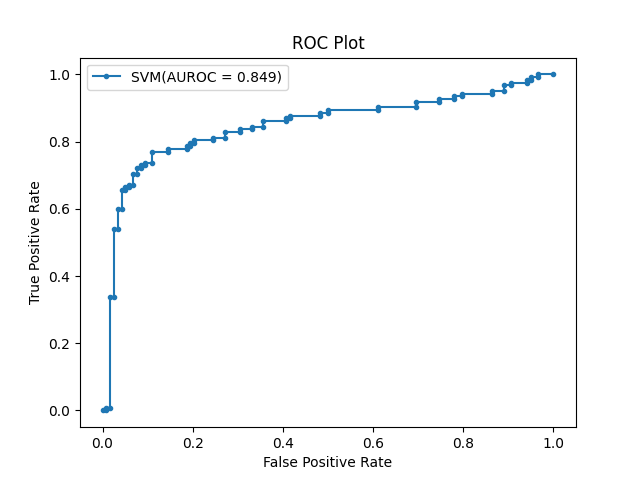 ROC Plot
SVM(AUROC = 0.849)
True Positive Rate
1.0
0.8
0.6
0.4
0.2
0.0
0.0 0.2 0.4 0.6 0.8 1.0
False Positive Rate